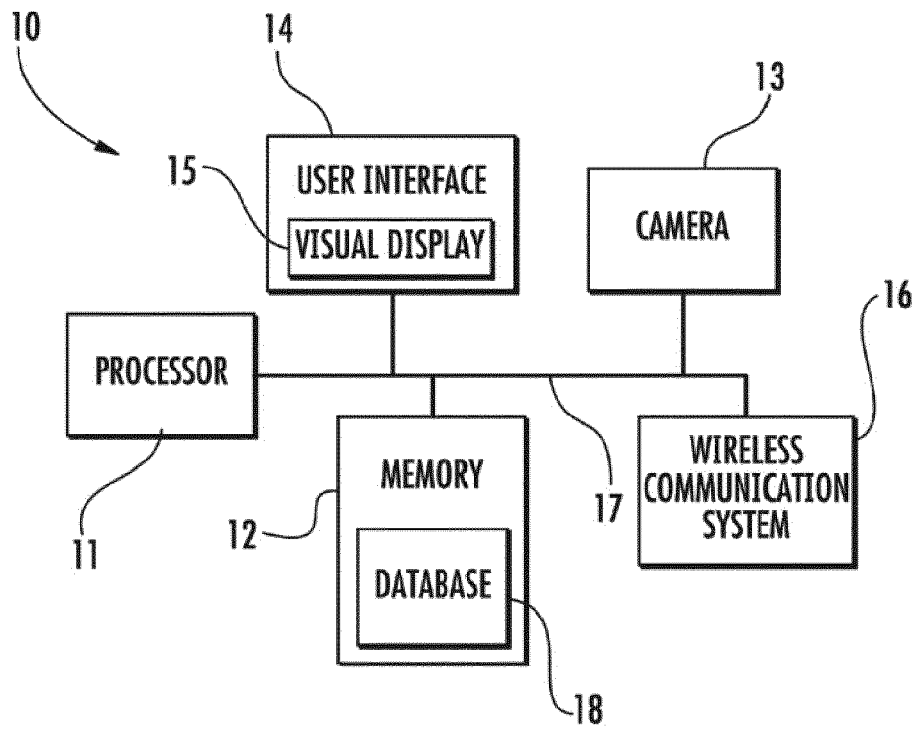 10
14
13
15
USER INTERFACE
VISUAL DISPLAY
CAMERA
16
PROCESSOR
11
MEMORY
12
DATABASE
17
WIRELESS
COMMUNICATION
SYSTEM
18